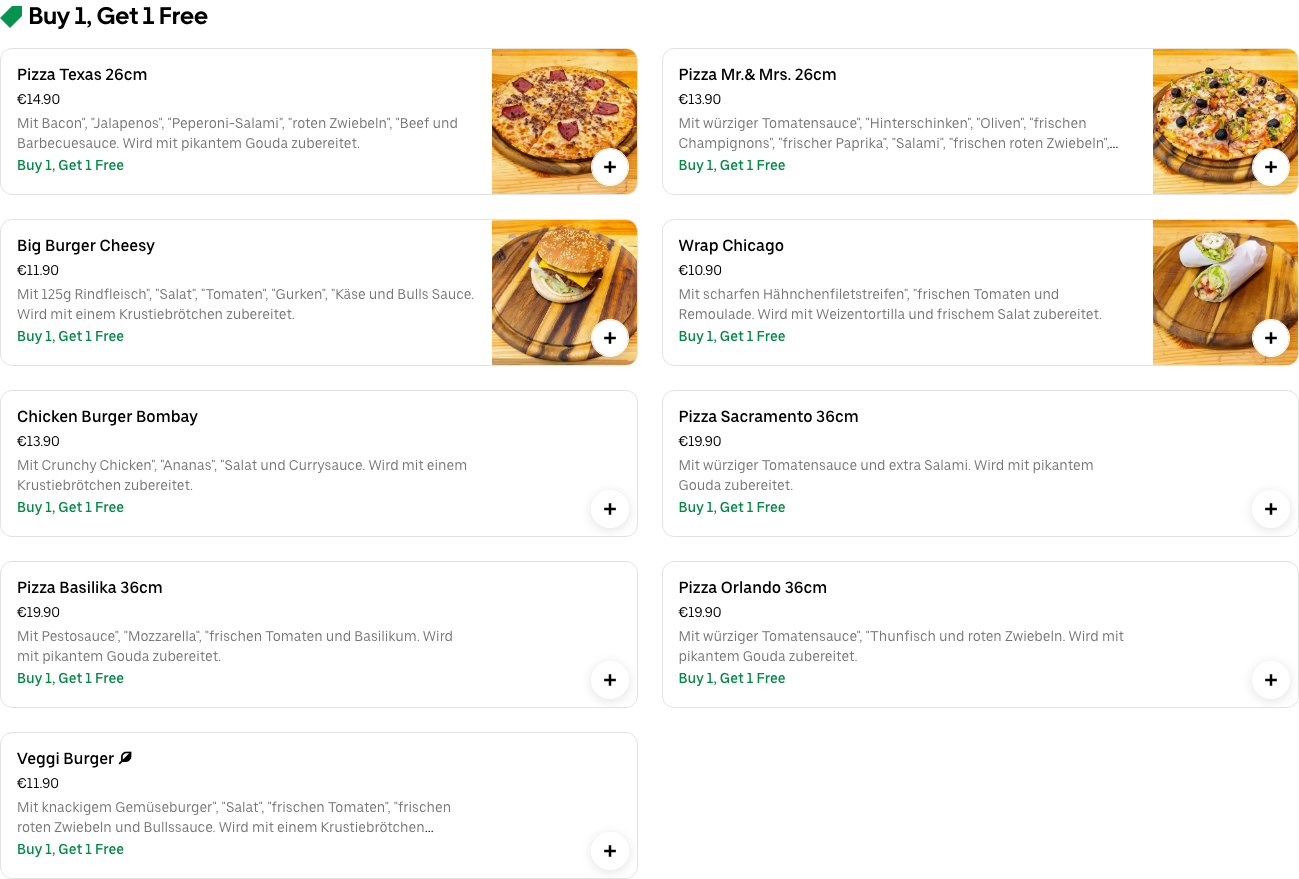 Buy 1, Get 1 Free
Pizza Texas 26cm
€14.90
Mit Bacon", "Jalapenos", "Peperoni-Salami", "roten Zwiebeln", "Beef und
Barbecuesauce. Wird mit pikantem Gouda zubereitet.
Buy 1, Get 1 Free
Pizza Mr.& Mrs. 26cm
€13.90
Mit würziger Tomatensauce", "Hinterschinken", "Oliven", "frischen
Champignons", "frischer Paprika", "Salami", "frischen roten Zwiebeln",...
Buy 1, Get 1 Free
Big Burger Cheesy
€11.90
Mit 125g Rindfleisch", "Salat", "Tomaten", "Gurken", "Käse und Bulls Sauce.
Wird mit einem Krustiebrötchen zubereitet.
Buy 1, Get 1 Free
Wrap Chicago
€10.90
Mit scharfen Hähnchenfiletstreifen", "frischen Tomaten und
Remoulade. Wird mit Weizentortilla und frischem Salat zubereitet.
Buy 1, Get 1 Free
Chicken Burger Bombay
€13.90
Mit Crunchy Chicken", "Ananas", "Salat und Currysauce. Wird mit einem
Krustiebrötchen zubereitet.
Buy 1, Get 1 Free
Pizza Sacramento 36cm
€19.90
Mit würziger Tomatensauce und extra Salami. Wird mit pikantem
Gouda zubereitet.
Buy 1, Get 1 Free
Pizza Basilika 36cm
€19.90
Mit Pestosauce", "Mozzarella", "frischen Tomaten und Basilikum. Wird
mit pikantem Gouda zubereitet.
Buy 1, Get 1 Free
Pizza Orlando 36cm
€19.90
Mit würziger Tomatensauce", "Thunfisch und roten Zwiebeln. Wird mit
pikantem Gouda zubereitet.
Buy 1, Get 1 Free
Veggi Burger
€11.90
Mit knackigem Gemüseburger", "Salat", "frischen Tomaten", "frischen
roten Zwiebeln und Bullssauce. Wird mit einem Krustiebrötchen...
Buy 1, Get 1 Free